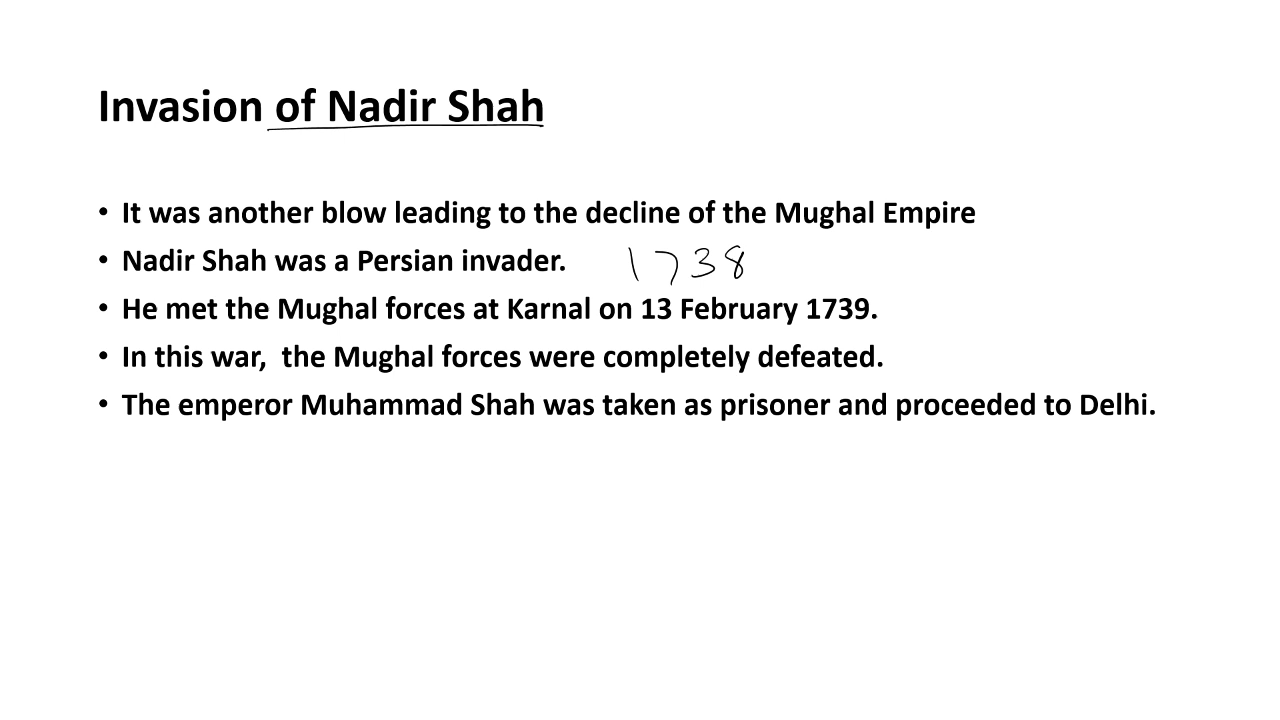 Invasion of Nadir Shah
• It was another blow leading to the decline of the Mughal Empire
• Nadir Shah was a Persian invader. 1738
• He met the Mughal forces at Karnal on 13 February 1739.
• In this war,  the Mughal forces were completely defeated.
• The emperor Muhammad Shah was taken as prisoner and proceeded to Delhi.